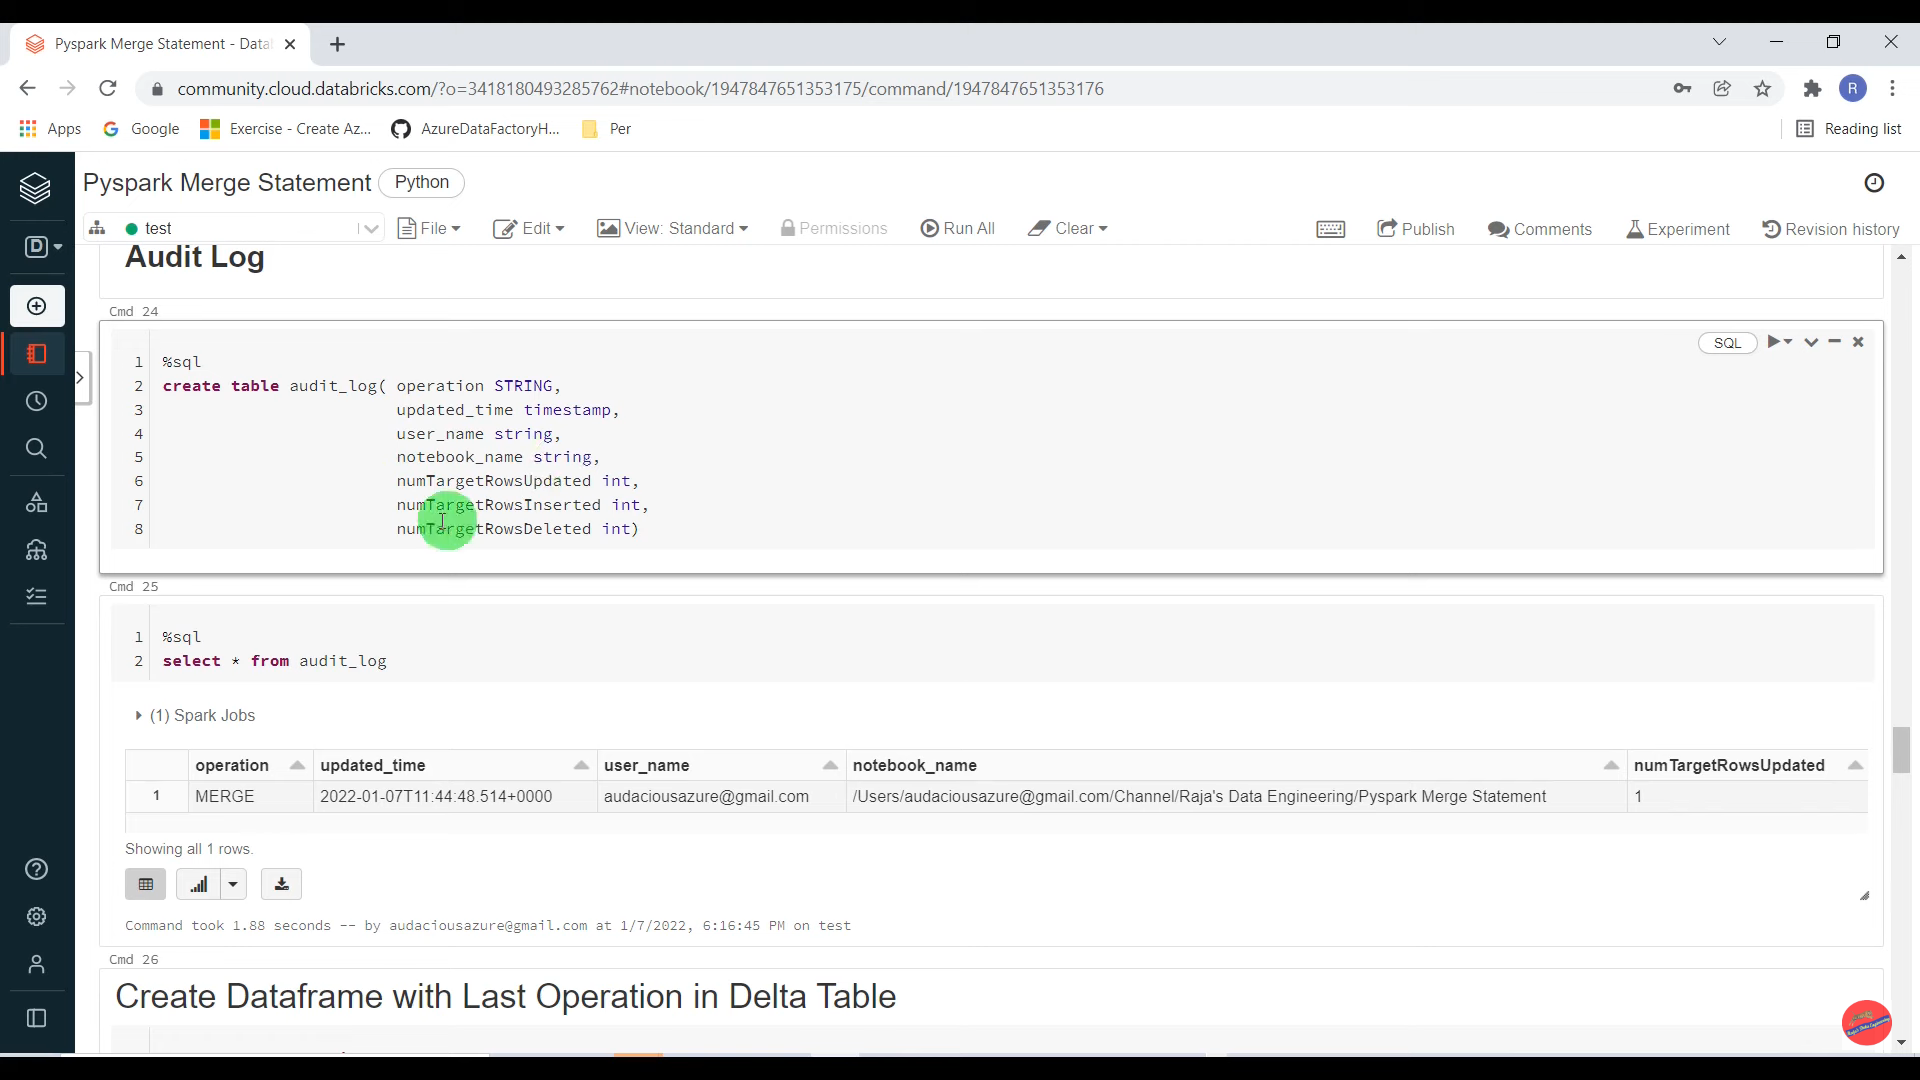 Pyspark Merge Statement - Data
community.cloud.databricks.com/?o=3418180493285762#notebook/1947847651353175/command/1947847651353176
R
Apps
Google
Exercise - Create Az...
AzureDataFactoryH...
Per
Reading list
Pyspark Merge Statement
Python
D
test
File
Edit
View: Standard
Permissions
Run All
Clear
Publish
Comments
Experiment
Revision history
Audit Log
Cmd 24
SQL
1 %sql
2 create table audit_log( operation STRING,
3 updated_time timestamp,
4 user_name string,
5 notebook_name string,
6 numTargetRowsUpdated int,
7 numTargetRowsInserted int,
8 numTargetRowsDeleted int)
Cmd 25
1 %sql
2 select * from audit_log
(1) Spark Jobs
operation updated_time user_name notebook_name numTargetRowsUpdated
1 MERGE 2022-01-07T11:44:48.514+0000 audaciousazure@gmail.com /Users/audaciousazure@gmail.com/Channel/Raja's Data Engineering/Pyspark Merge Statement 1
Showing all 1 rows.
Command took 1.88 seconds -- by audaciousazure@gmail.com at 1/7/2022, 6:16:45 PM on test
Cmd 26
Create Dataframe with Last Operation in Delta Table